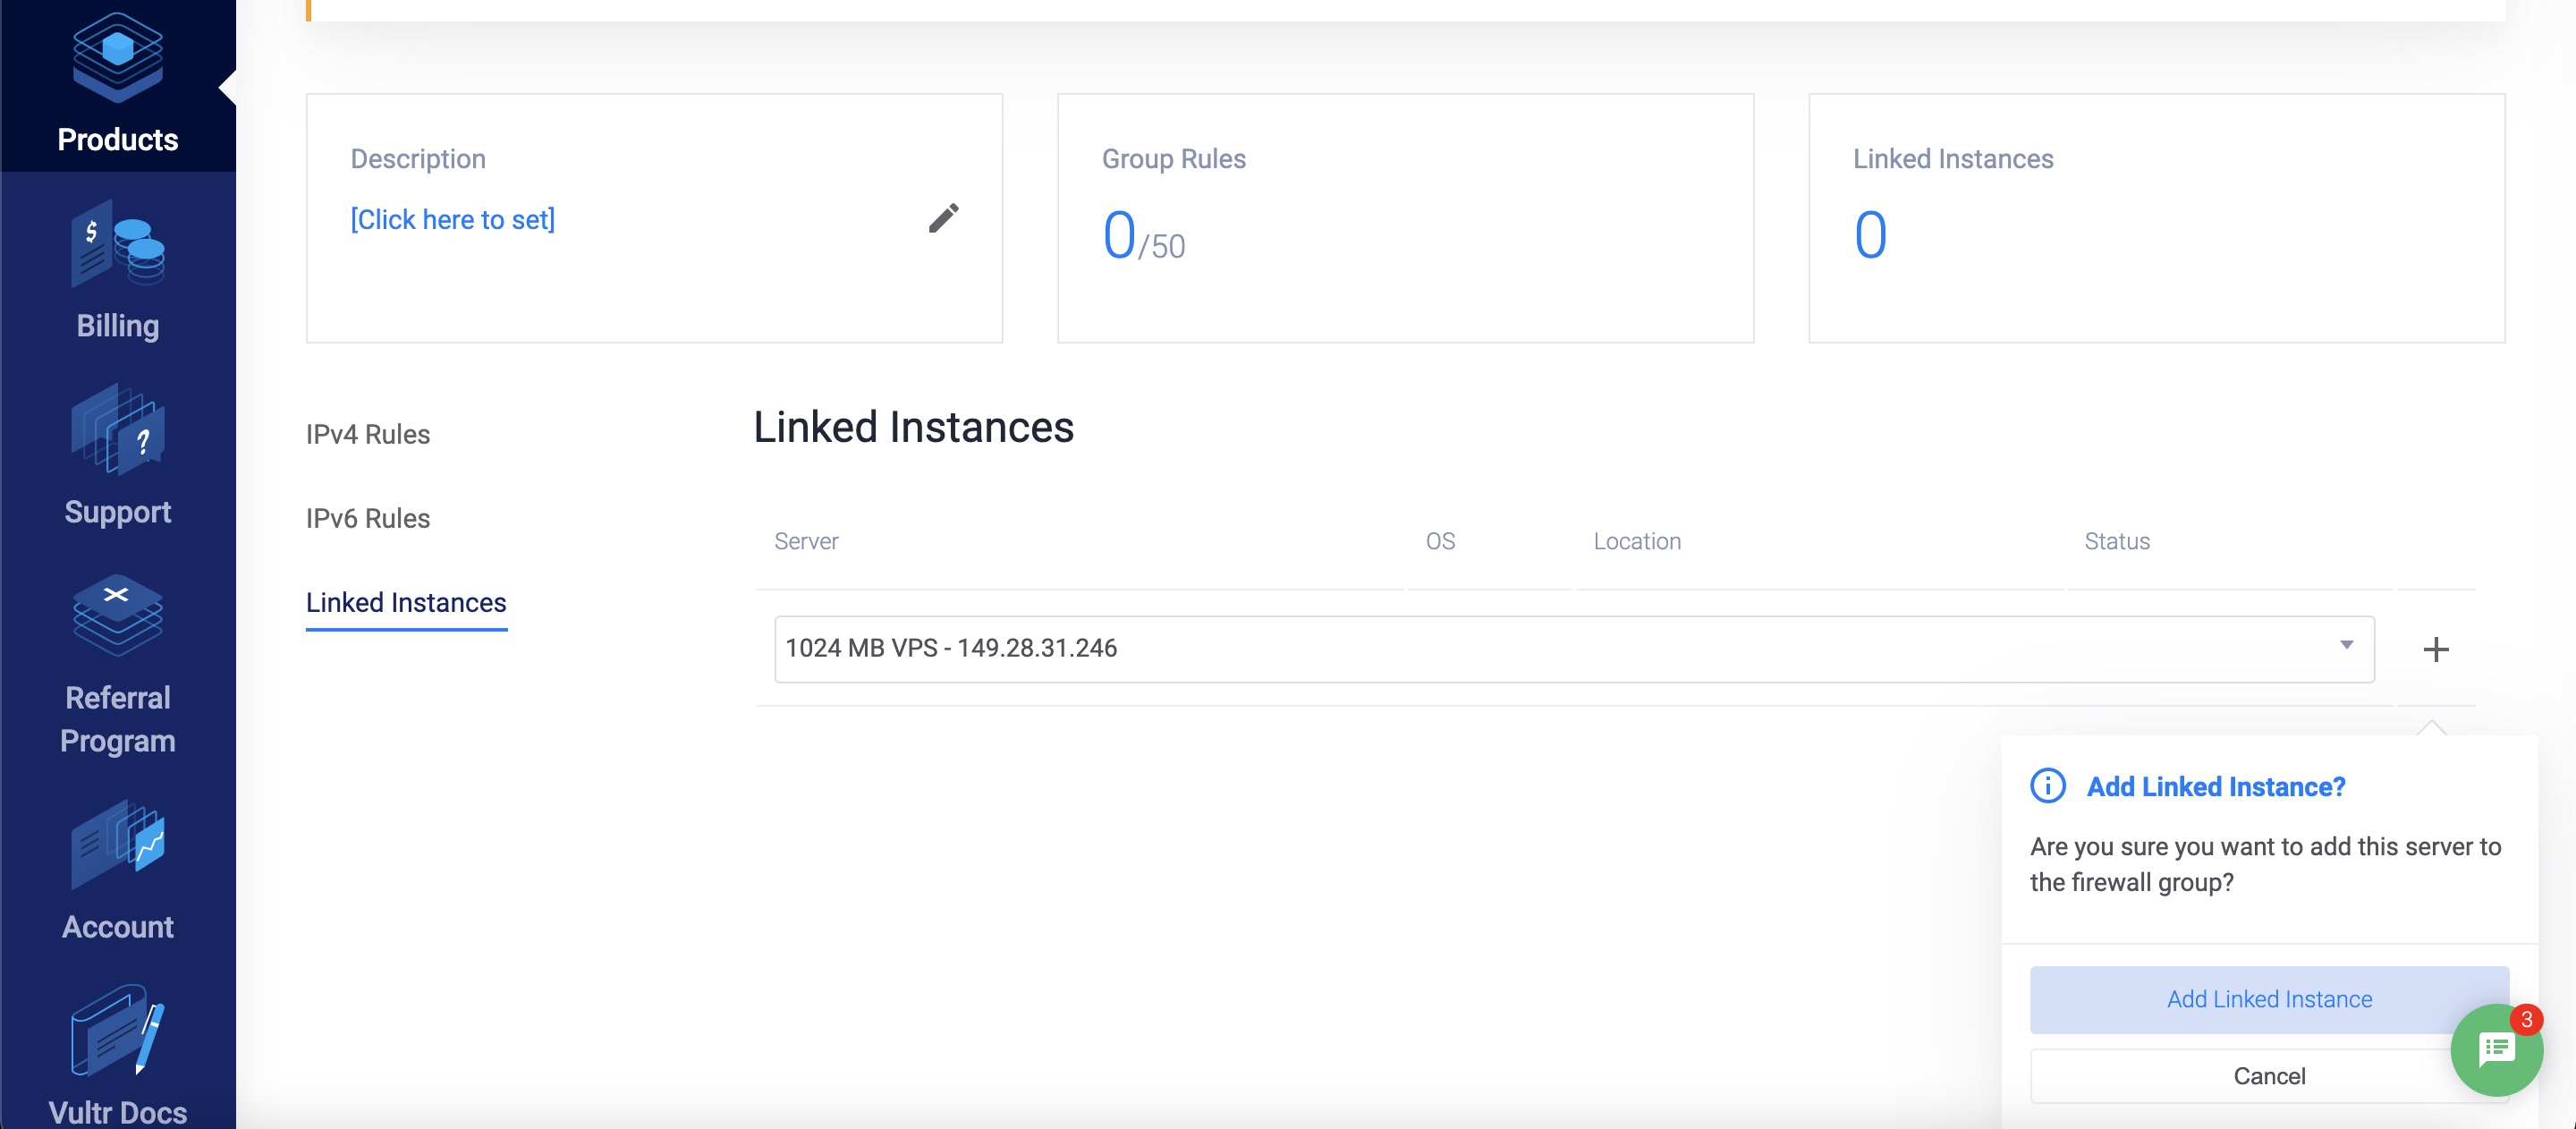 Products
Billing
Support
Referral
Program
Account
Vultr Docs
Description
[Click here to set]
Group Rules
0/50
Linked Instances
0
IPv4 Rules
IPv6 Rules
Linked Instances
Linked Instances
Server OS Location Status
1024 MB VPS - 149.28.31.246
Add Linked Instance?
Are you sure you want to add this server to
the firewall group?
Add Linked Instance
Cancel
3